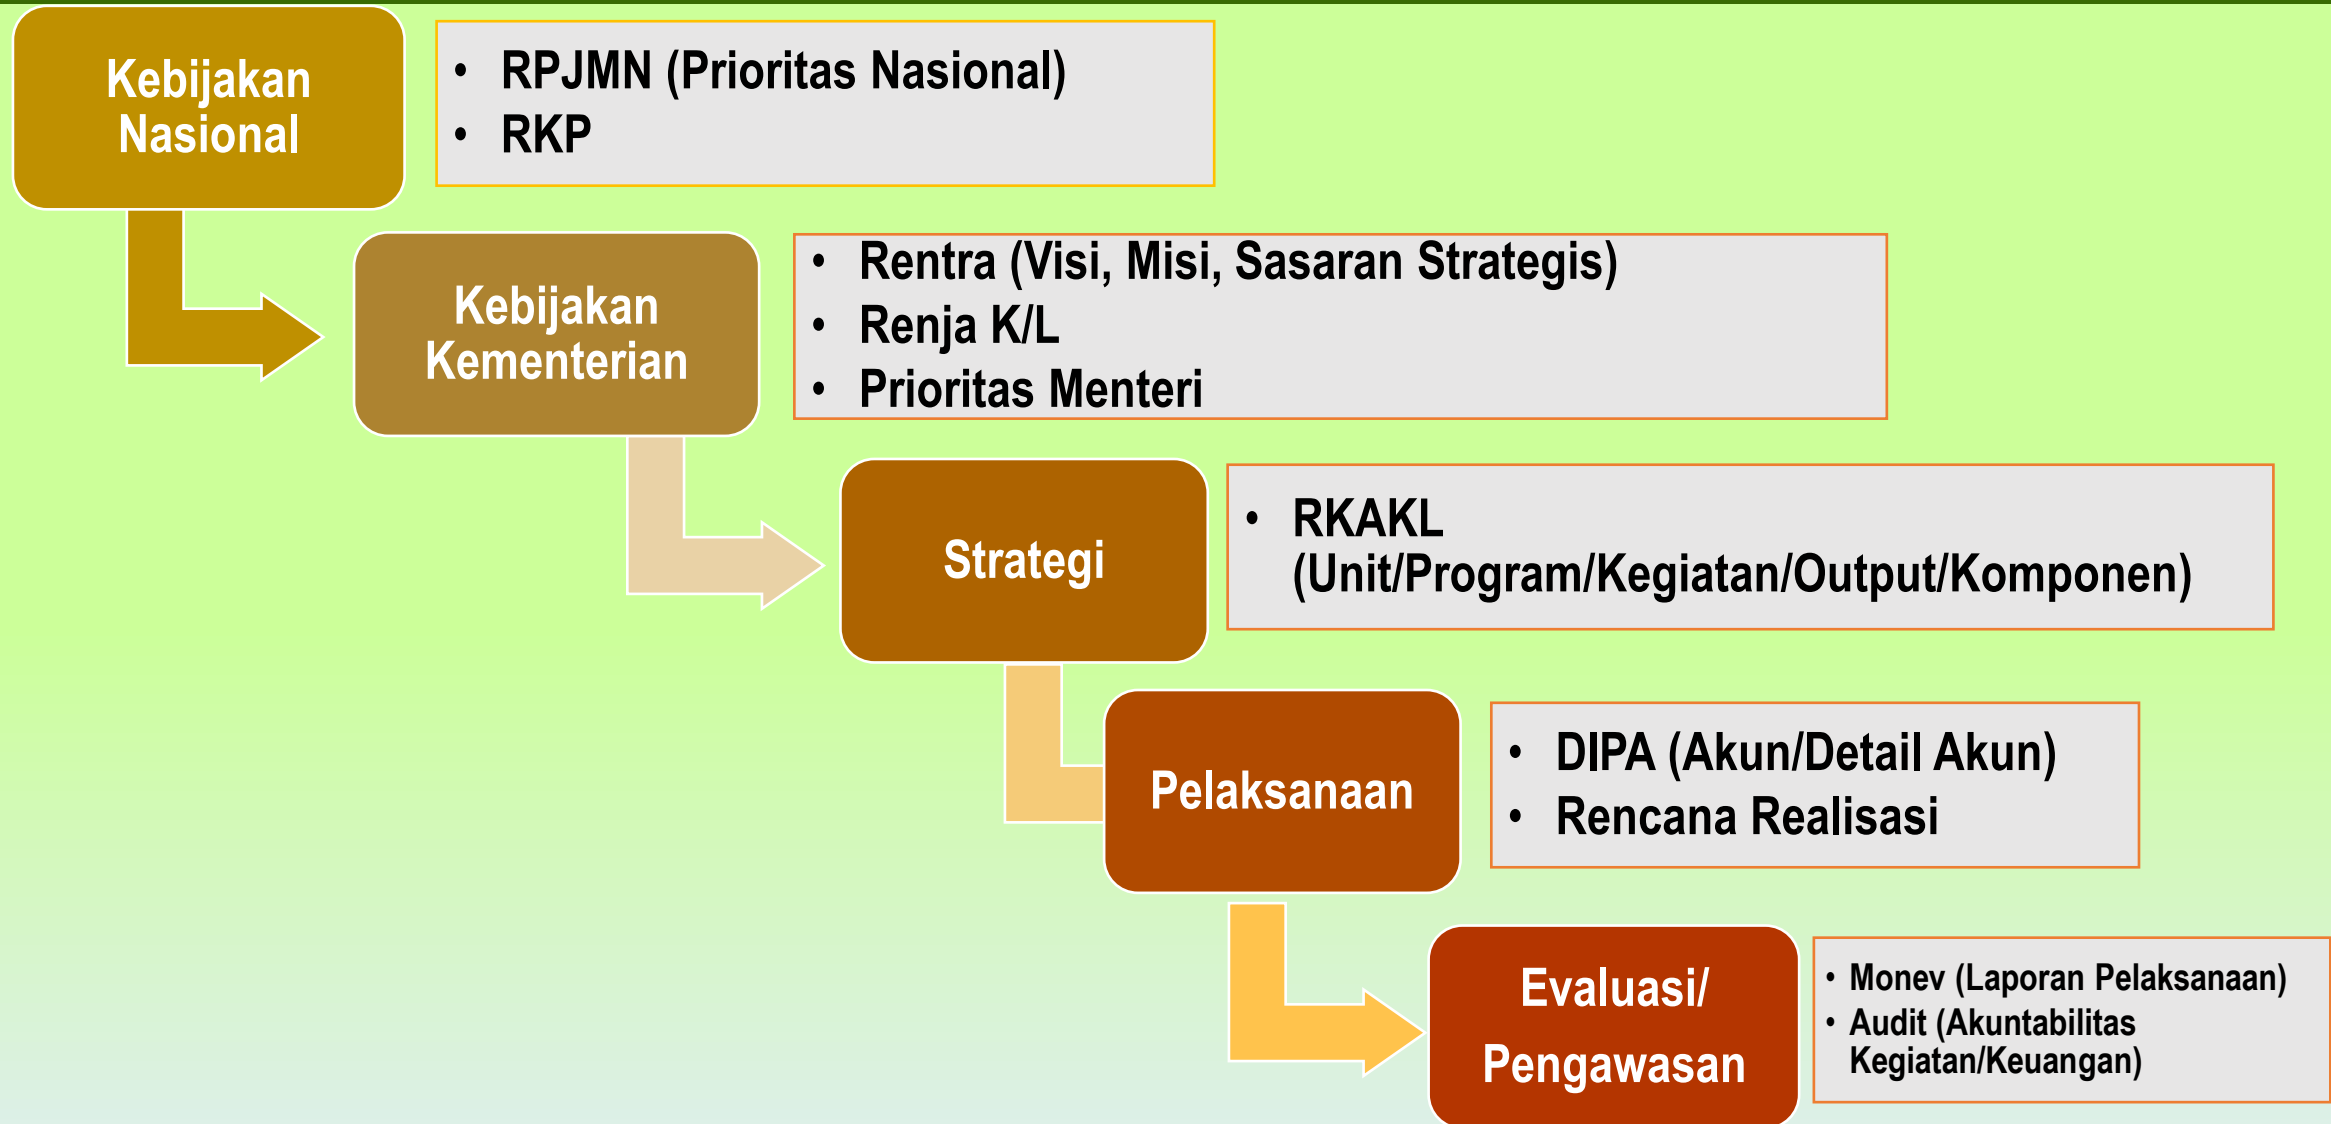 Kebijakan
Nasional
• RPJMN (Prioritas Nasional)
• RKP
Kebijakan
Kementerian
• Rentra (Visi, Misi, Sasaran Strategis)
• Renja K/L
• Prioritas Menteri
Strategi
• RKAKL
(Unit/Program/Kegiatan/Output/Komponen)
Pelaksanaan
• DIPA (Akun/Detail Akun)
• Rencana Realisasi
Evaluasi/
Pengawasan
• Monev (Laporan Pelaksanaan)
• Audit (Akuntabilitas
Kegiatan/Keuangan)